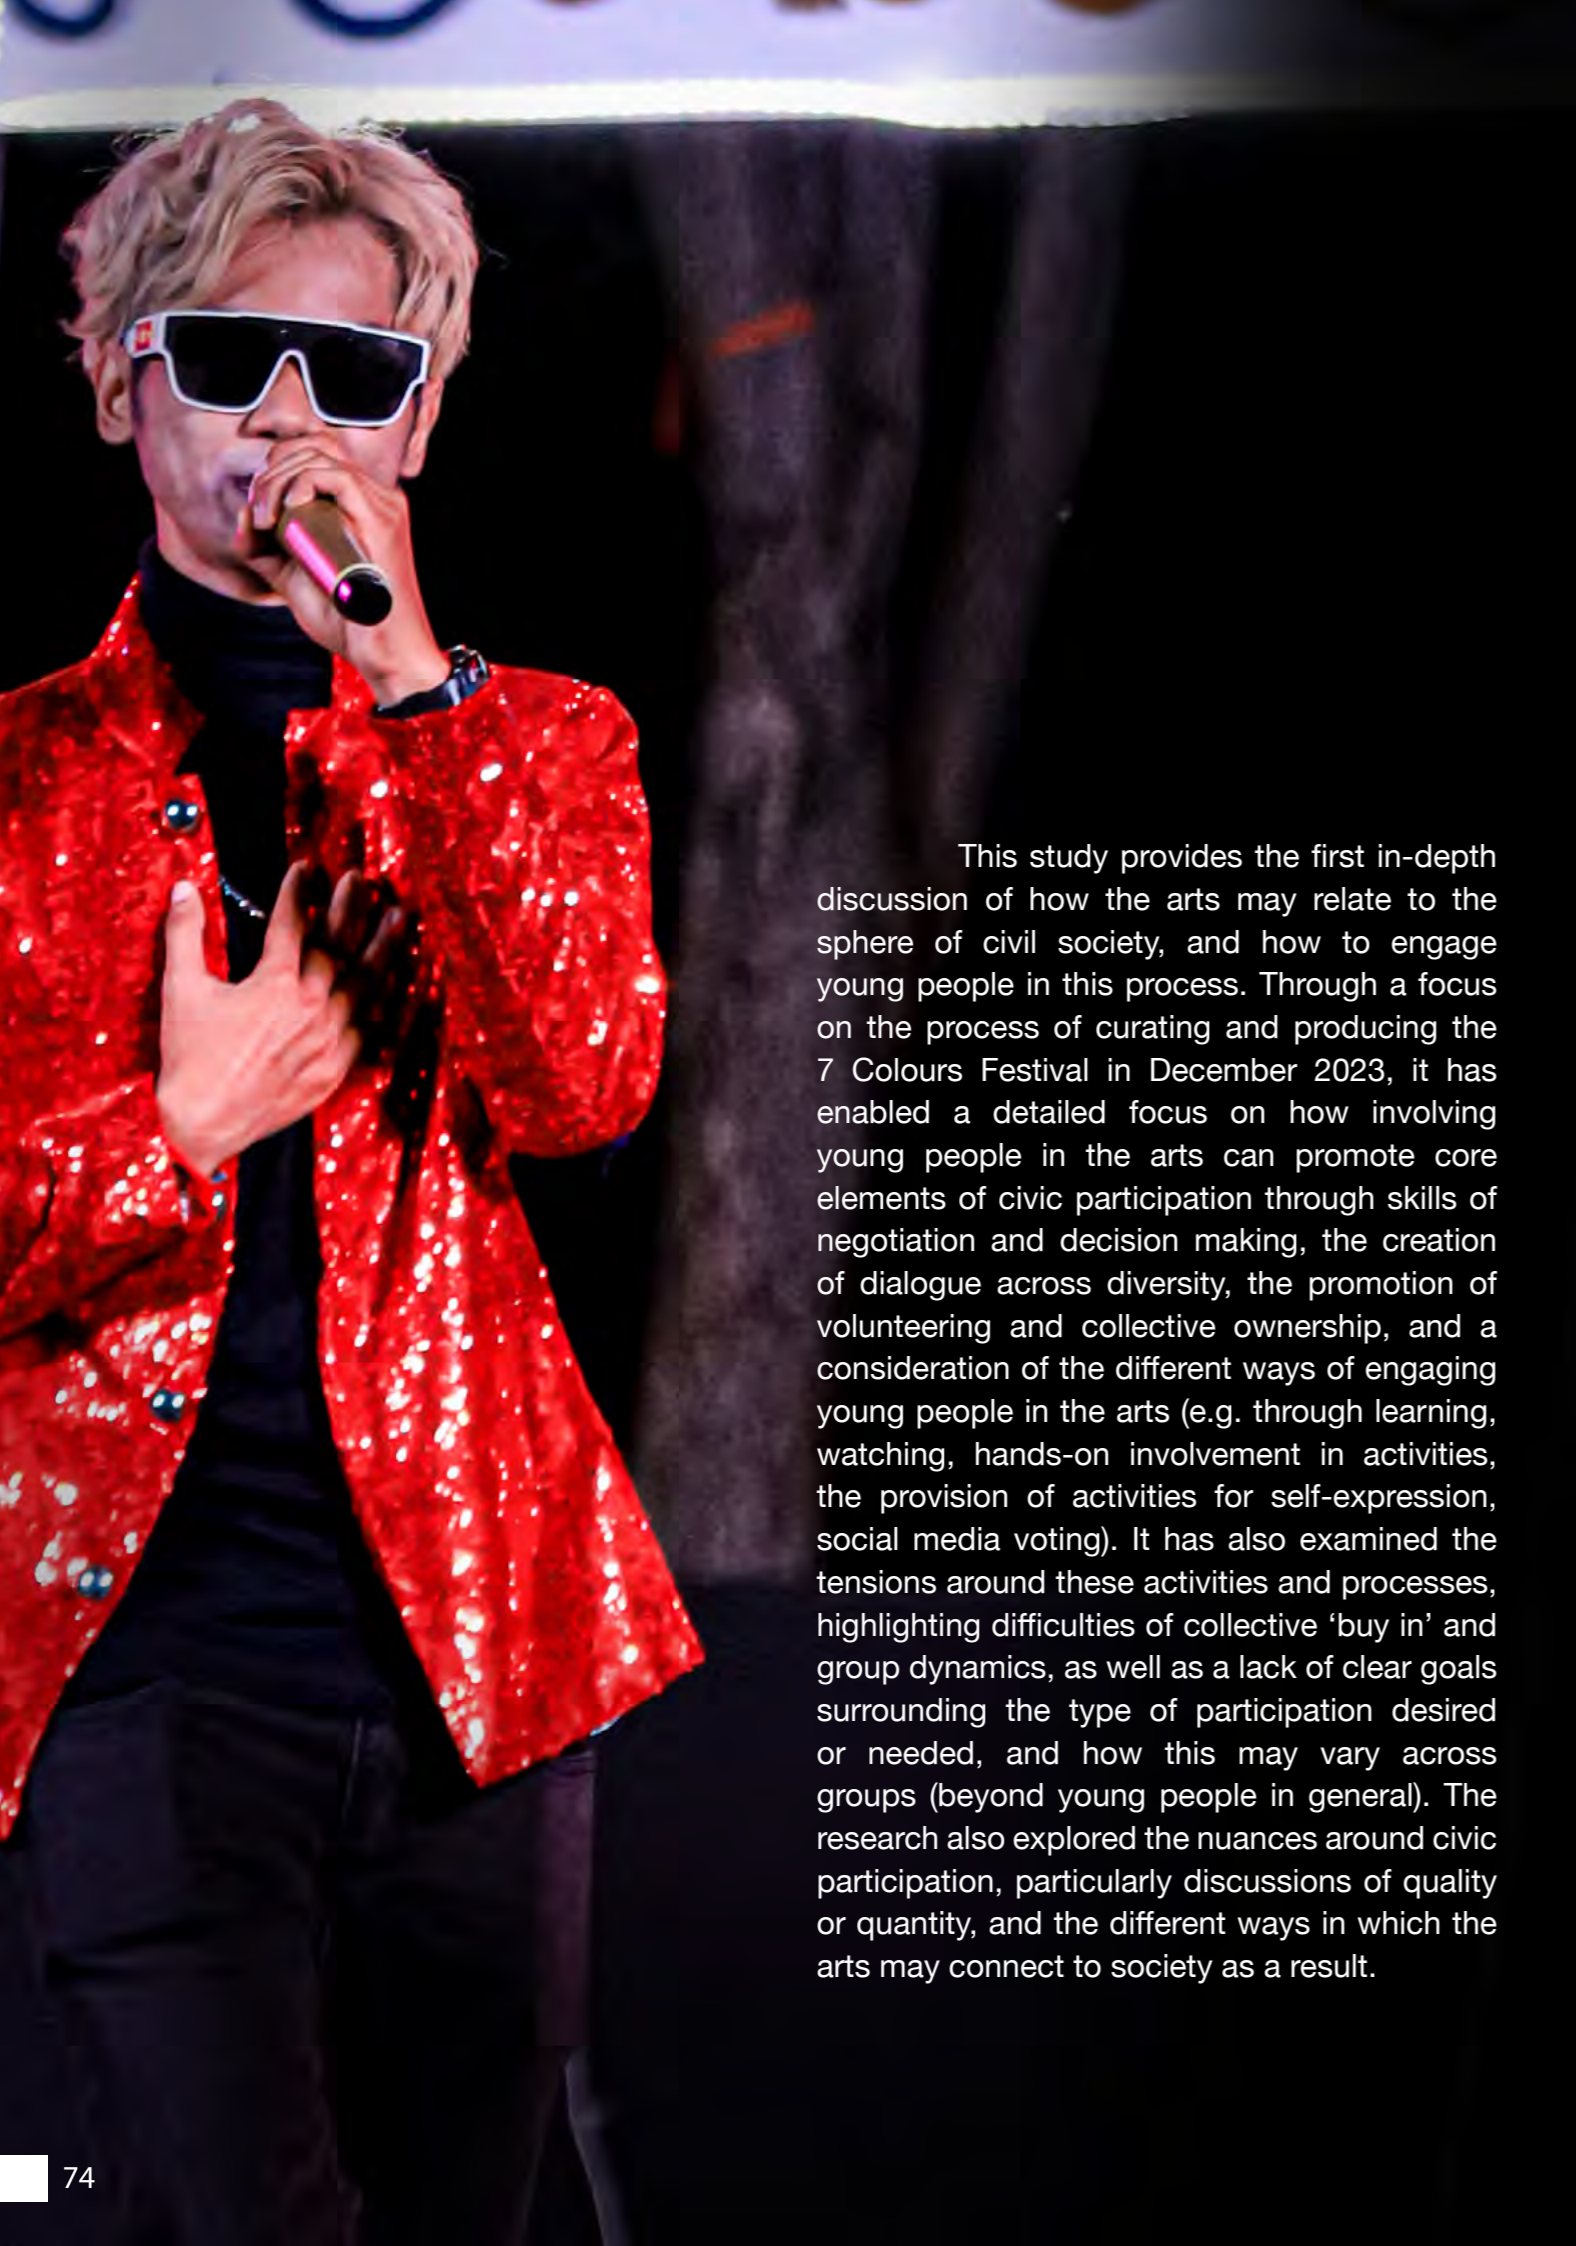 This study provides the first in-depth
discussion of how the arts may relate to the
sphere of civil society, and how to engage
young people in this process. Through a focus
on the process of curating and producing the
7 Colours Festival in December 2023, it has
enabled a detailed focus on how involving
young people in the arts can promote core
elements of civic participation through skills of
negotiation and decision making, the creation
of dialogue across diversity, the promotion of
volunteering and collective ownership, and a
consideration of the different ways of engaging
young people in the arts (e.g. through learning,
watching, hands-on involvement in activities,
the provision of activities for self-expression,
social media voting). It has also examined the
tensions around these activities and processes,
highlighting difficulties of collective ‘buy in’ and
group dynamics, as well as a lack of clear goals
surrounding the type of participation desired
or needed, and how this may vary across
groups (beyond young people in general). The
research also explored the nuances around civic
participation, particularly discussions of quality
or quantity, and the different ways in which the
arts may connect to society as a result.
74